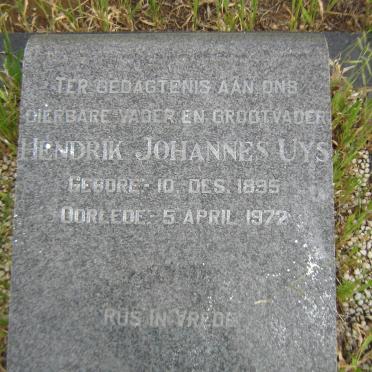 TER GEDAGTENIS AAN ONS
DIERBARE VADER EN GROOTVADER
HENDRIK JOHANNES UYS
GEBORE - 10 DES. 1895
OORLEDE - 5 APRIL 1972
RUS IN VREDE